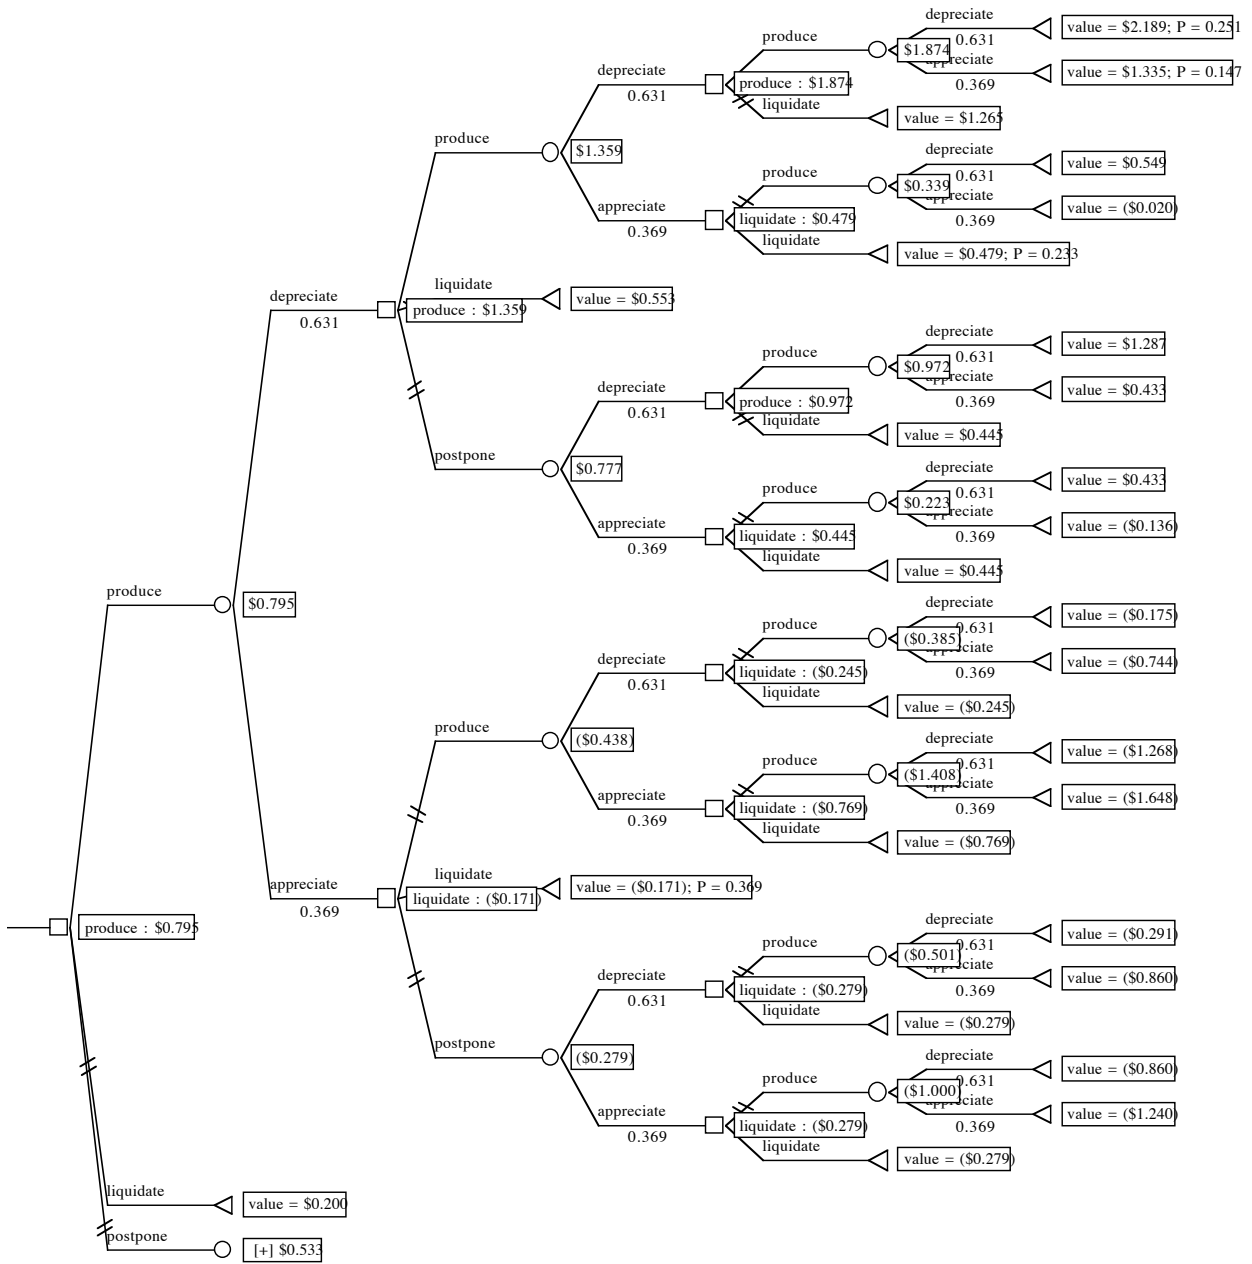 depreciate
value = $2.189; P = 0.251
produce
0.631
$1.874
appreciate
depreciate
value = $1.335; P = 0.147
0.631
produce : $1.874
0.369
liquidate
value = $1.265
produce
$1.359
depreciate
value = $0.549
produce
0.631
$0.339
appreciate
appreciate
value = ($0.020)
0.369
liquidate : $0.479
0.369
liquidate
value = $0.479; P = 0.233
liquidate
value = $0.553
depreciate
0.631
produce : $1.359
depreciate
value = $1.287
produce
0.631
$0.972
appreciate
depreciate
value = $0.433
0.631
produce : $0.972
0.369
liquidate
value = $0.445
postpone
$0.777
depreciate
value = $0.433
produce
0.631
$0.223
appreciate
appreciate
value = ($0.136)
0.369
liquidate : $0.445
0.369
liquidate
value = $0.445
produce
$0.795
depreciate
value = ($0.175)
produce
0.631
($0.385)
appreciate
depreciate
value = ($0.744)
0.631
liquidate : ($0.245)
0.369
liquidate
value = ($0.245)
produce
($0.438)
depreciate
value = ($1.268)
produce
0.631
($1.408)
appreciate
appreciate
value = ($1.648)
0.369
liquidate : ($0.769)
0.369
liquidate
value = ($0.769)
liquidate
value = ($0.171); P = 0.369
appreciate
0.369
liquidate : ($0.171)
produce : $0.795
depreciate
value = ($0.291)
produce
0.631
($0.501)
appreciate
depreciate
value = ($0.860)
0.631
liquidate : ($0.279)
0.369
liquidate
value = ($0.279)
postpone
($0.279)
depreciate
value = ($0.860)
produce
0.631
($1.000)
appreciate
appreciate
value = ($1.240)
0.369
liquidate : ($0.279)
0.369
liquidate
value = ($0.279)
liquidate
value = $0.200
postpone
[+] $0.533